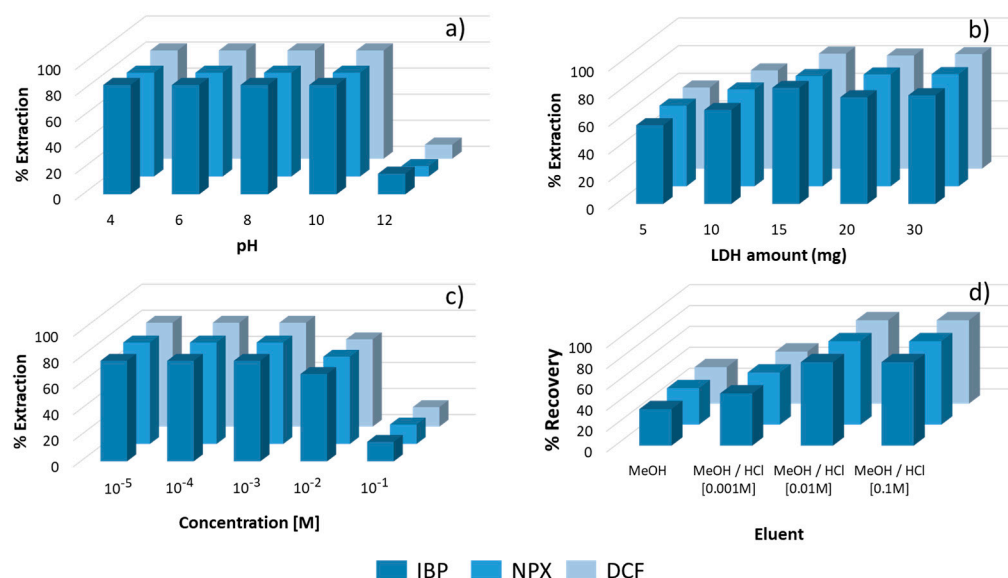 a)
100
80
60
40
20
0
% Extraction
4 6 8 10 12
pH
b)
100
80
60
40
20
0
% Extraction
5 10 15 20 30
LDH amount (mg)
c)
100
80
60
40
20
0
% Extraction
10⁻⁵ 10⁻⁴ 10⁻³ 10⁻² 10⁻¹
Concentration [M]
d)
100
80
60
40
20
0
% Recovery
MeOH MeOH / HCl MeOH / HCl MeOH / HCl
[0.001M] [0.01M] [0.1M]
Eluent
IBP NPX DCF